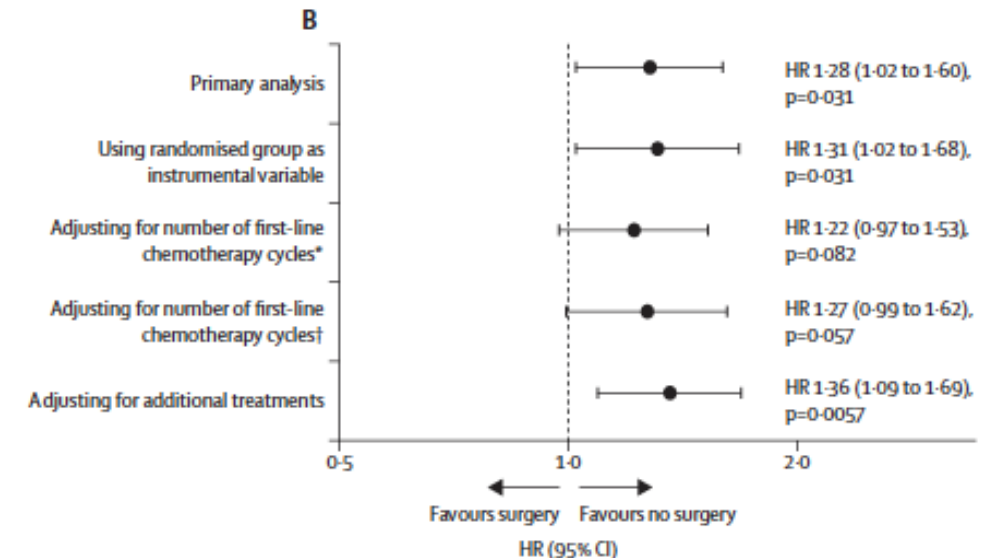 B
Primary analysis
HR 1·28 (1·02 to 1·60),
p=0·031
Using randomised group as
instrumental variable
HR 1·31 (1·02 to 1·68),
p=0·031
Adjusting for number of first-line
chemotherapy cycles*
HR 1·22 (0·97 to 1·53),
p=0·082
Adjusting for number of first-line
chemotherapy cycles†
HR 1·27 (0·99 to 1·62),
p=0·057
Adjusting for additional treatments
HR 1·36 (1·09 to 1·69),
p=0·0057
0·5 1·0 2·0
Favours surgery Favours no surgery
HR (95% CI)